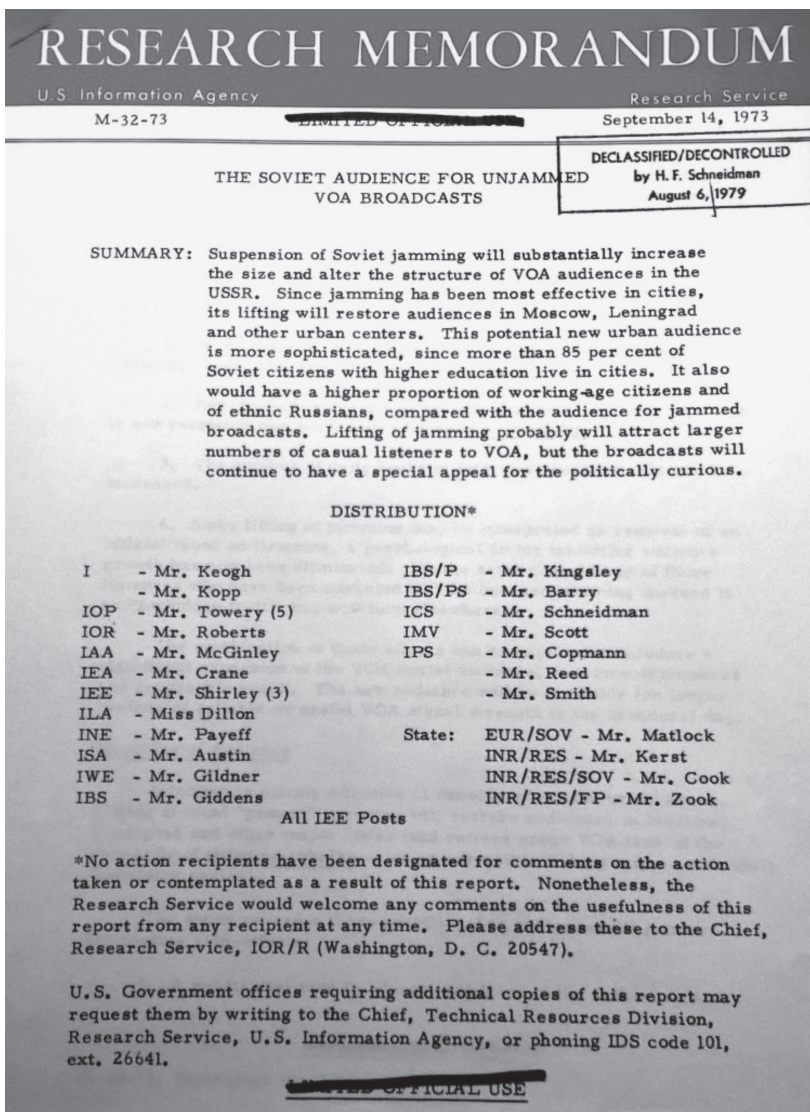 RESEARCH MEMORANDUM
U.S. Information Agency
Research Service
M-32-73
LIMITED OFFICIAL USE
September 14, 1973
DECLASSIFIED/DECONTROLLED
by H. F. Schneidman
August 6, 1979
THE SOVIET AUDIENCE FOR UNJAMMED
VOA BROADCASTS
SUMMARY: Suspension of Soviet jamming will substantially increase
the size and alter the structure of VOA audiences in the
USSR. Since jamming has been most effective in cities,
its lifting will restore audiences in Moscow, Leningrad
and other urban centers. This potential new urban audience
is more sophisticated, since more than 85 per cent of
Soviet citizens with higher education live in cities. It also
would have a higher proportion of working-age citizens and
of ethnic Russians, compared with the audience for jammed
broadcasts. Lifting of jamming probably will attract larger
numbers of casual listeners to VOA, but the broadcasts will
continue to have a special appeal for the politically curious.
DISTRIBUTION*
I - Mr. Keogh
- Mr. Kopp
IOP - Mr. Towery (5)
IOR - Mr. Roberts
IAA - Mr. McGinley
IEA - Mr. Crane
IEE - Mr. Shirley (3)
ILA - Miss Dillon
INE - Mr. Payeff
ISA - Mr. Austin
IWE - Mr. Gildner
IBS - Mr. Giddens
IBS/P - Mr. Kingsley
IBS/PS - Mr. Barry
ICS - Mr. Schneidman
IMV - Mr. Scott
IPS - Mr. Copmann
- Mr. Reed
- Mr. Smith
State: EUR/SOV - Mr. Matlock
INR/RES - Mr. Kerst
INR/RES/SOV - Mr. Cook
INR/RES/FP - Mr. Zook
All IEE Posts
*No action recipients have been designated for comments on the action
taken or contemplated as a result of this report. Nonetheless, the
Research Service would welcome any comments on the usefulness of this
report from any recipient at any time. Please address these to the Chief,
Research Service, IOR/R (Washington, D. C. 20547).
U.S. Government offices requiring additional copies of this report may
request them by writing to the Chief, Technical Resources Division,
Research Service, U.S. Information Agency, or phoning IDS code 101,
ext. 26641.
LIMITED OFFICIAL USE